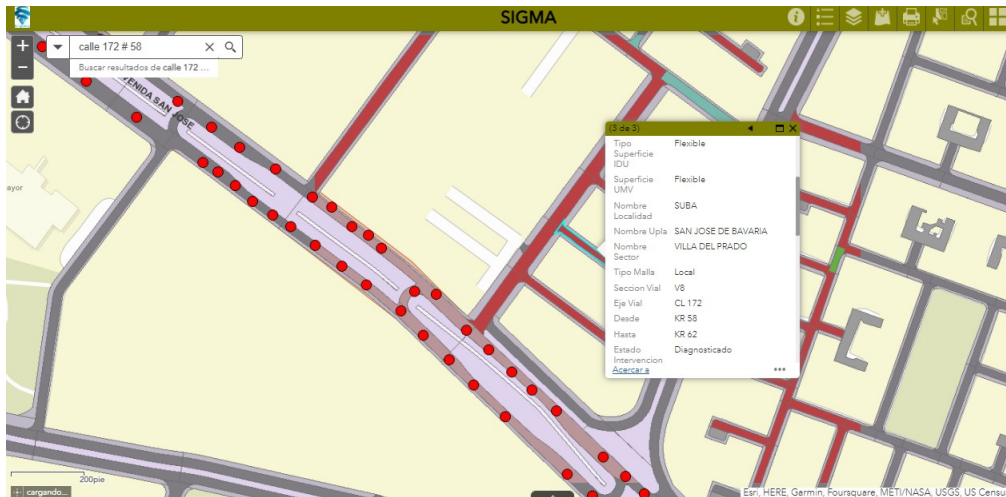 SIGMA
calle 172 # 58
Buscar resultados de calle 172 ...
VENIDA SAN JOSE
ayor
(3 de 3)
Tipo Superficie IDU Flexible
Superficie UMV Flexible
Nombre Localidad SUBA
Nombre Upla SAN JOSE DE BAVARIA
Nombre Sector VILLA DEL PRADO
Tipo Malla Local
Seccion Vial V8
Eje Vial CL 172
Desde KR 58
Hasta KR 62
Estado Intervencion Diagnosticado
Acercar a
200pie
cargando...
Esri, HERE, Garmin, Foursquare, METI/NASA, USGS, US Cens